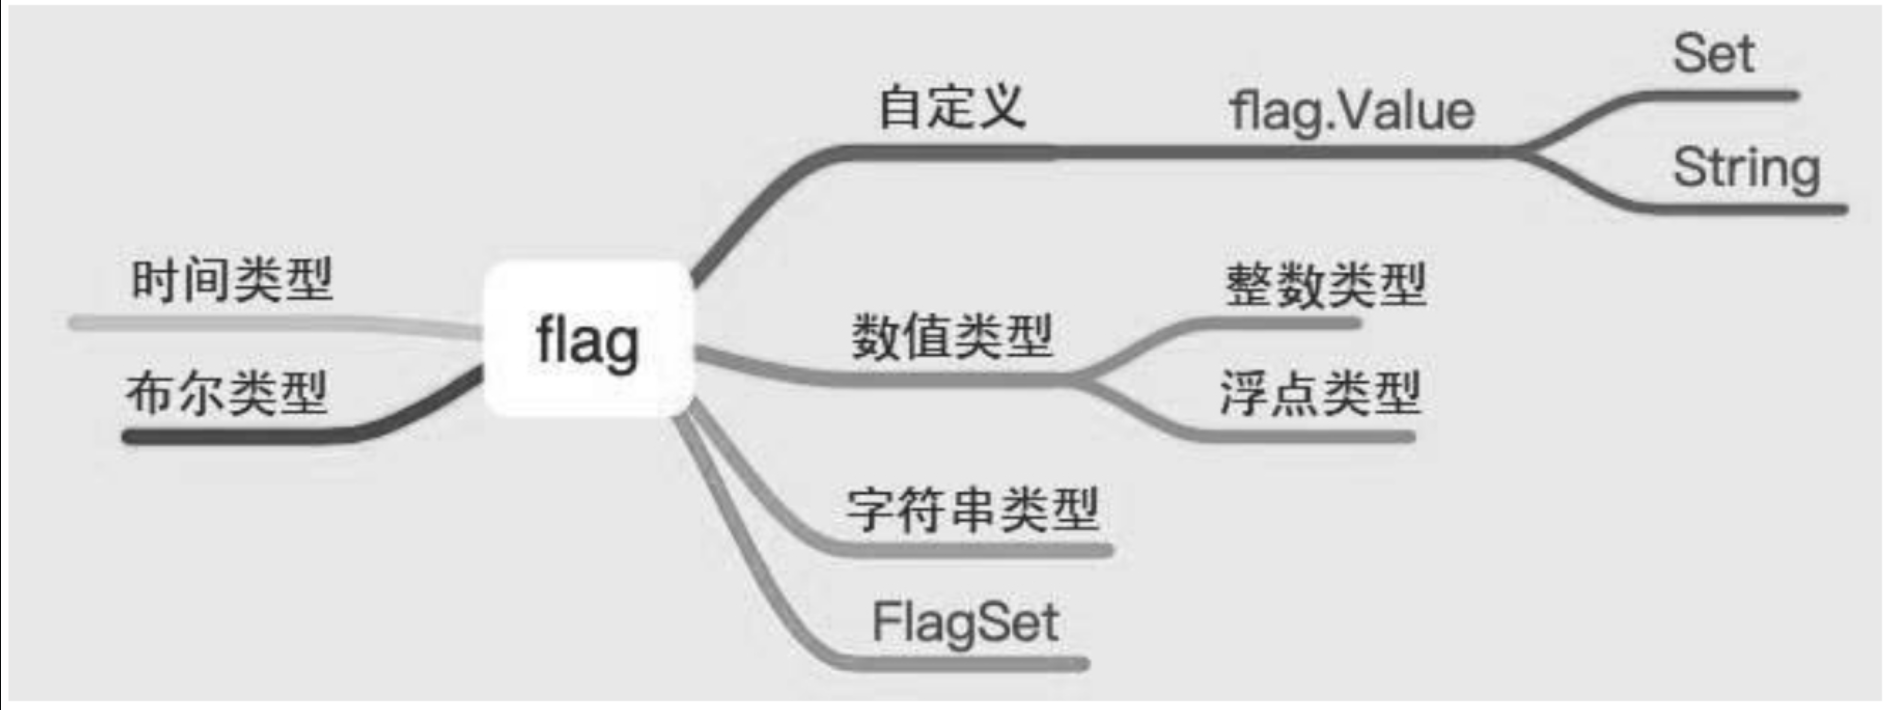 Set
自定义
flag.Value
String
时间类型
整数类型
flag
数值类型
布尔类型
浮点类型
字符串类型
FlagSet